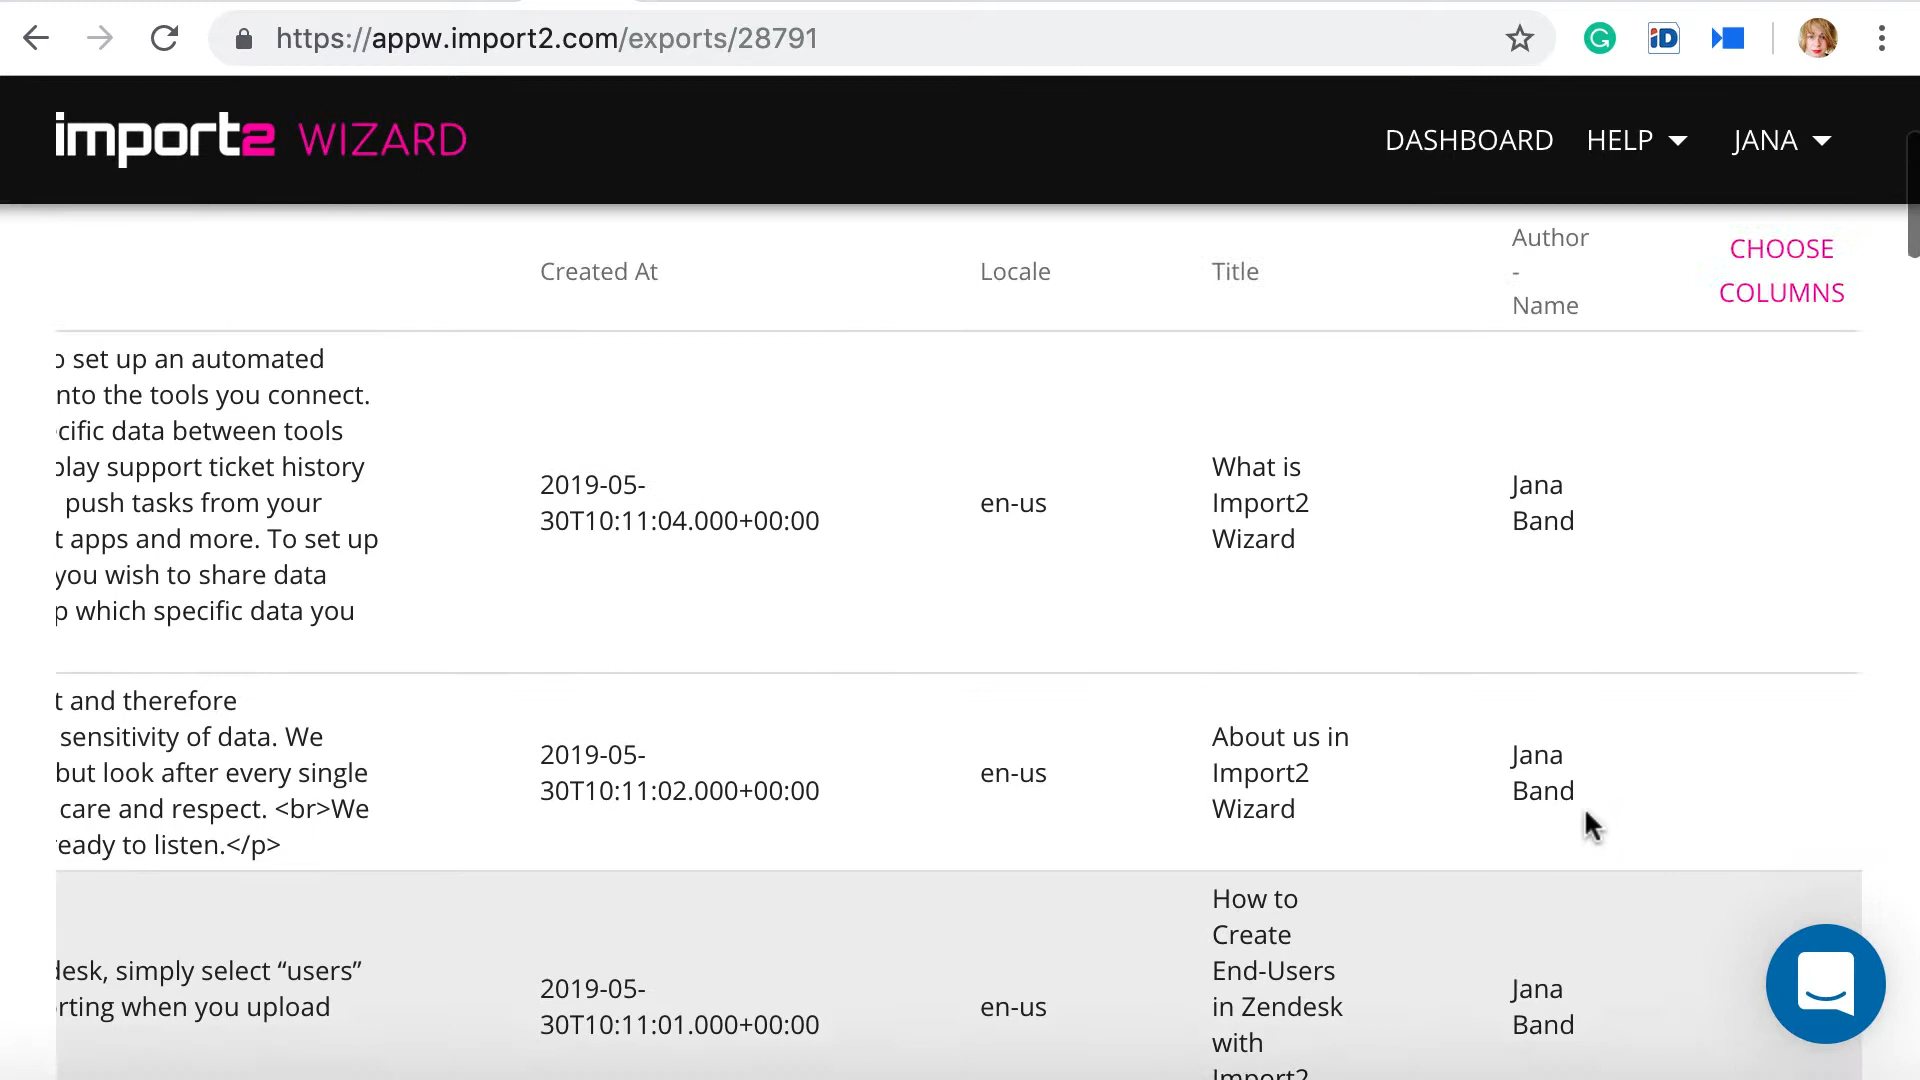 https://appw.import2.com/exports/28791
import2 WIZARD
DASHBOARD HELP JANA
Created At
Locale
Title
Author
-
Name
CHOOSE
COLUMNS
set up an automated
the tools you connect.
data between tools
support ticket history
push tasks from your
apps and more. To set up
you wish to share data
which specific data you
2019-05-
30T10:11:04.000+00:00
en-us
What is
Import2
Wizard
Jana
Band
and therefore
sensitivity of data. We
but look after every single
care and respect. <br>We
to listen.</p>
2019-05-
30T10:11:02.000+00:00
en-us
About us in
Import2
Wizard
Jana
Band
simply select “users”
when you upload
2019-05-
30T10:11:01.000+00:00
en-us
How to
Create
End-Users
in Zendesk
with
Import2
Jana
Band